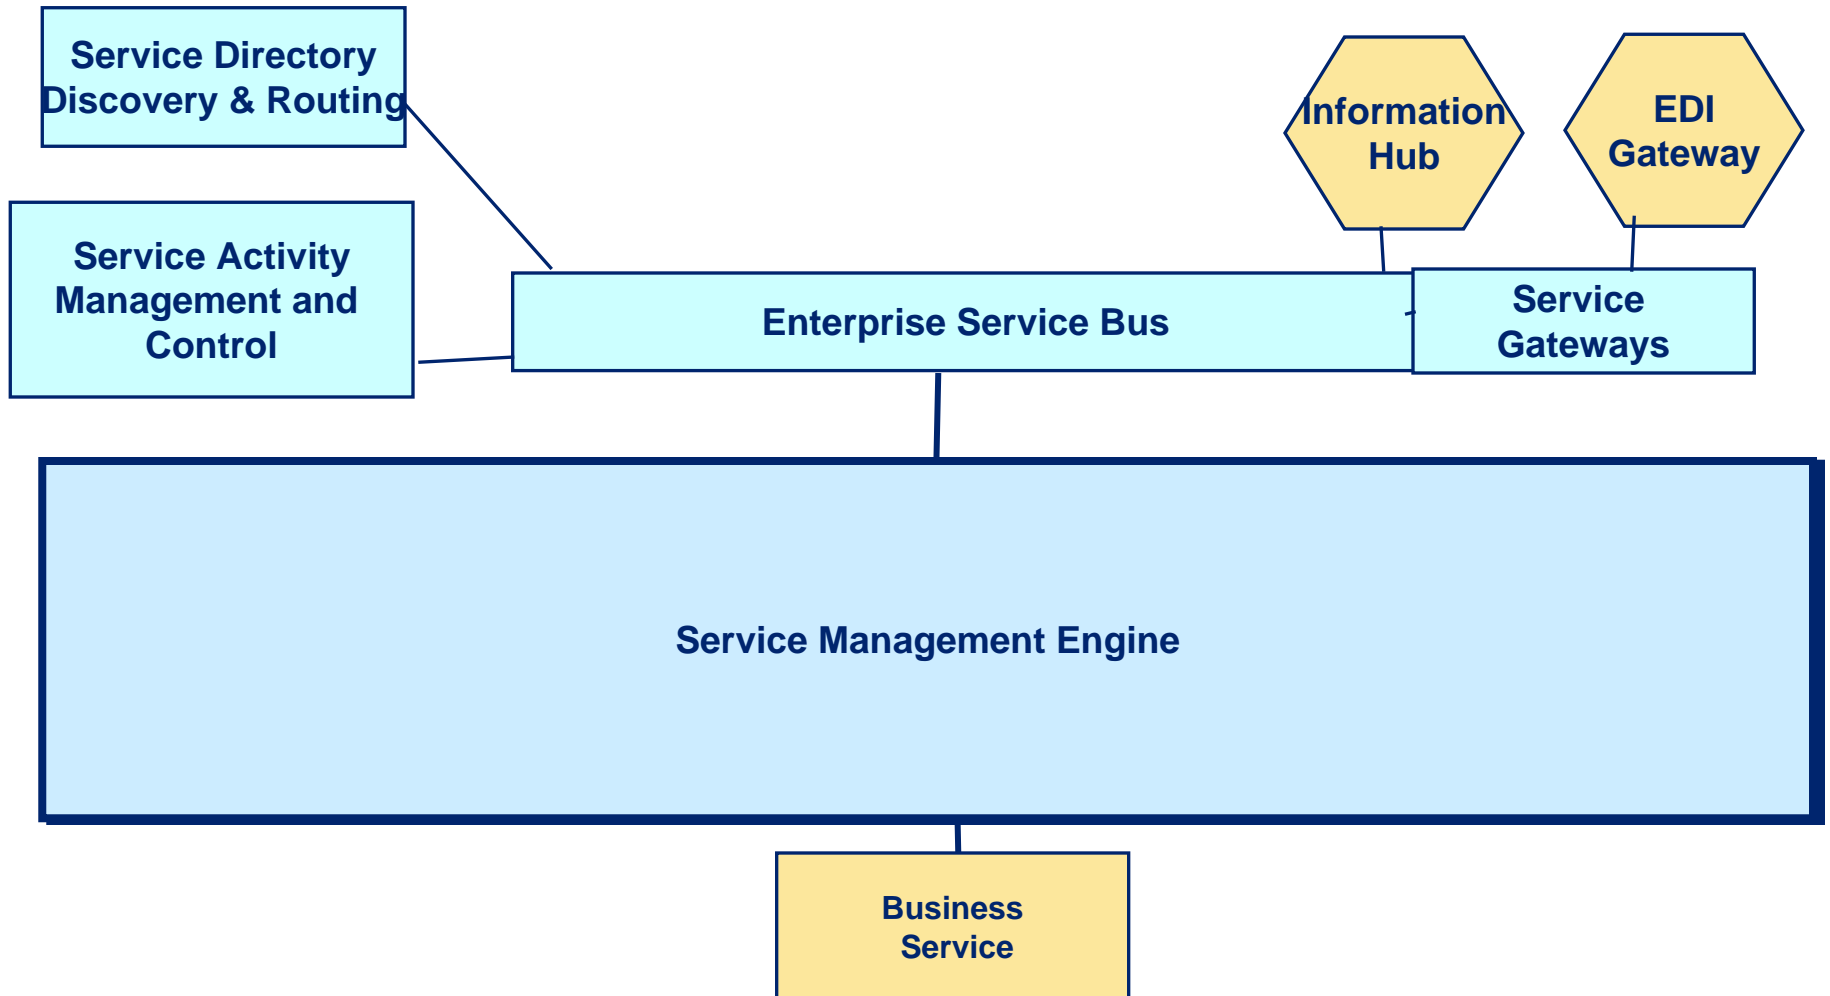 Service Directory
Discovery & Routing
Information
Hub
EDI
Gateway
Service Activity
Management and
Control
Enterprise Service Bus
Service
Gateways
Service Management Engine
Business
Service